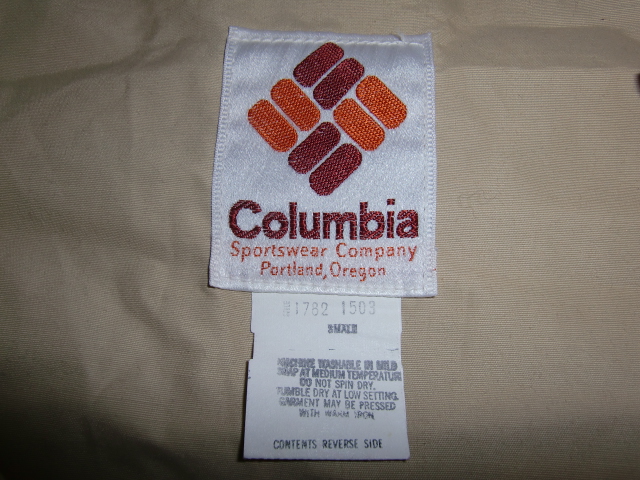 Columbia
Sportswear Company
Portland, Oregon
1782 1503
SMALL
MACHINE WASHABLE IN MILD
SOAP AT MEDIUM TEMPERATURE
DO NOT SPIN DRY.
TUMBLE DRY AT LOW SETTING.
GARMENT MAY BE PRESSED
WITH WARM IRON
CONTENTS REVERSE SIDE